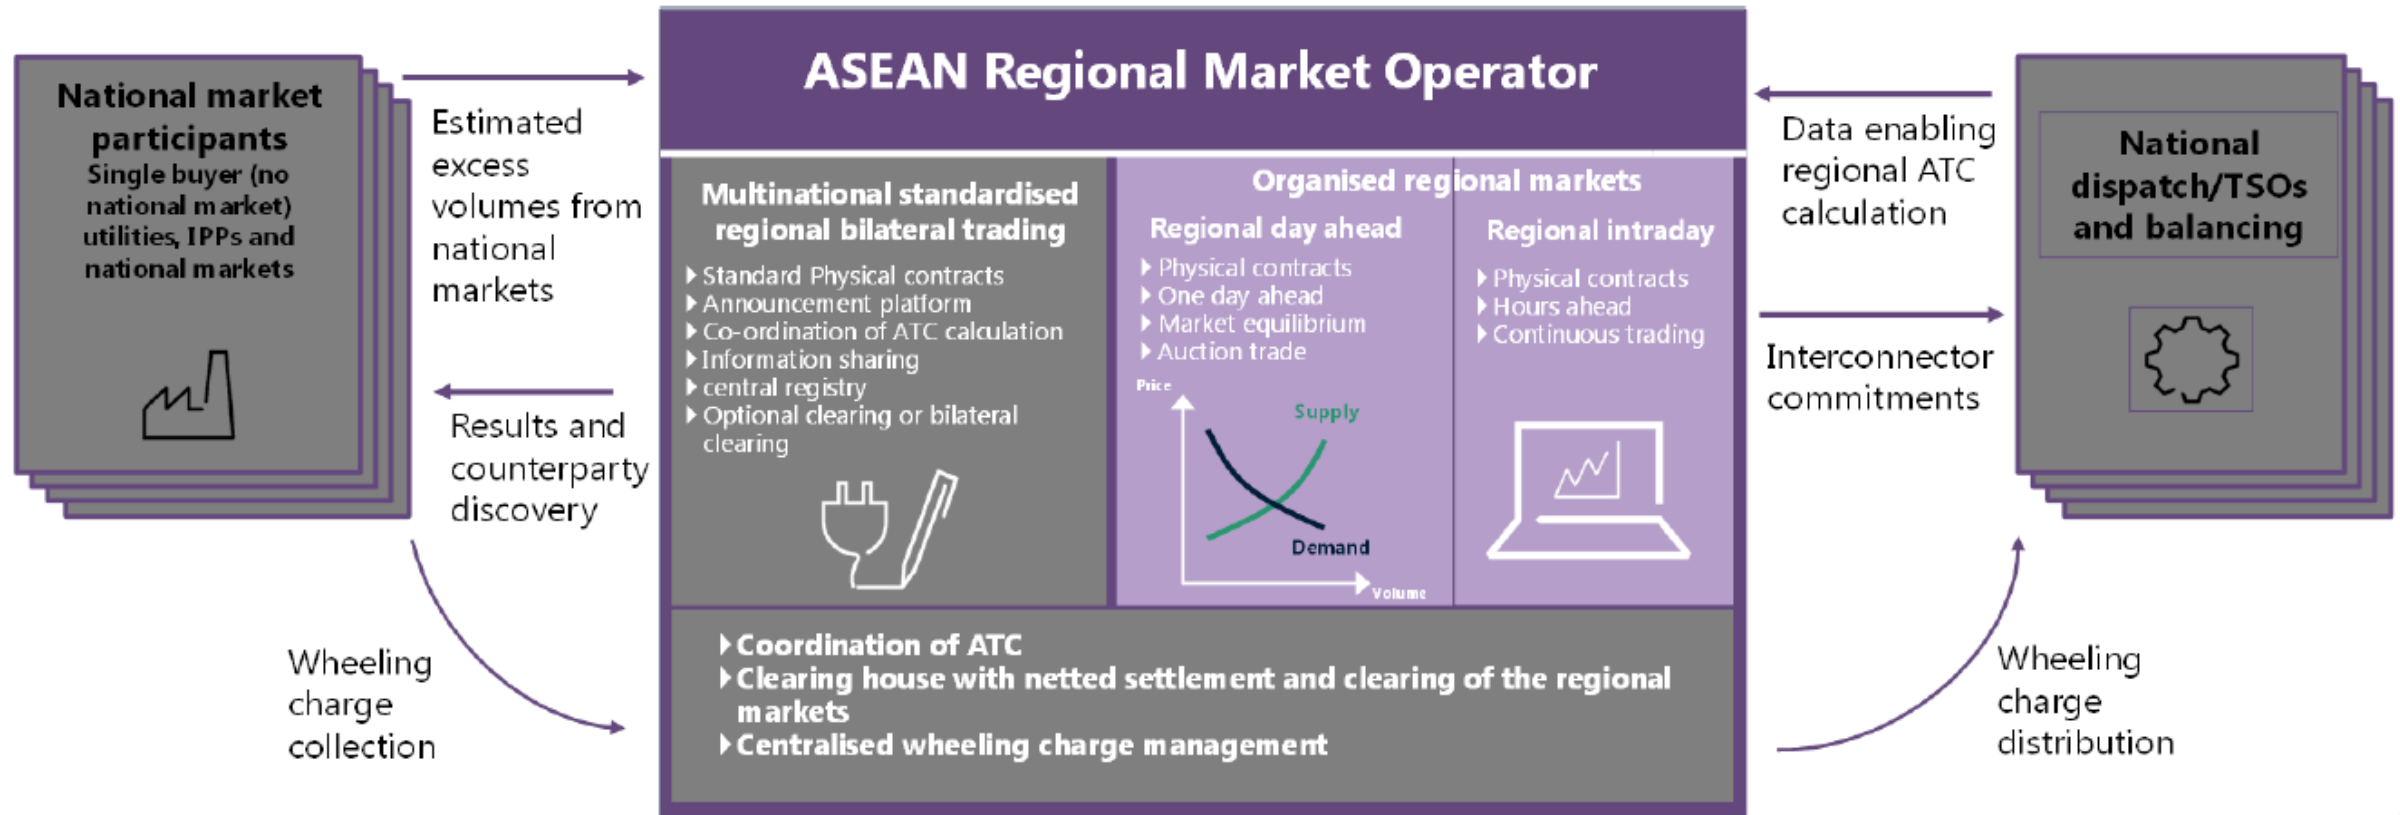 National market
participants
Single buyer (no
national market)
utilities, IPPs and
national markets
Estimated
excess
volumes from
national
markets
Results and
counterparty
discovery
Wheeling
charge
collection
ASEAN Regional Market Operator
Multinational standardised
regional bilateral trading
Standard Physical contracts
Announcement platform
Co-ordination of ATC calculation
Information sharing
central registry
Optional clearing or bilateral
clearing
Organised regional markets
Regional day ahead
Physical contracts
One day ahead
Market equilibrium
Auction trade
Price
Supply
Demand
Volume
Regional intraday
Physical contracts
Hours ahead
Continuous trading
Coordination of ATC
Clearing house with netted settlement and clearing of the regional
markets
Centralised wheeling charge management
Data enabling
regional ATC
calculation
Interconnector
commitments
Wheeling
charge
distribution
National
dispatch/TSOs
and balancing